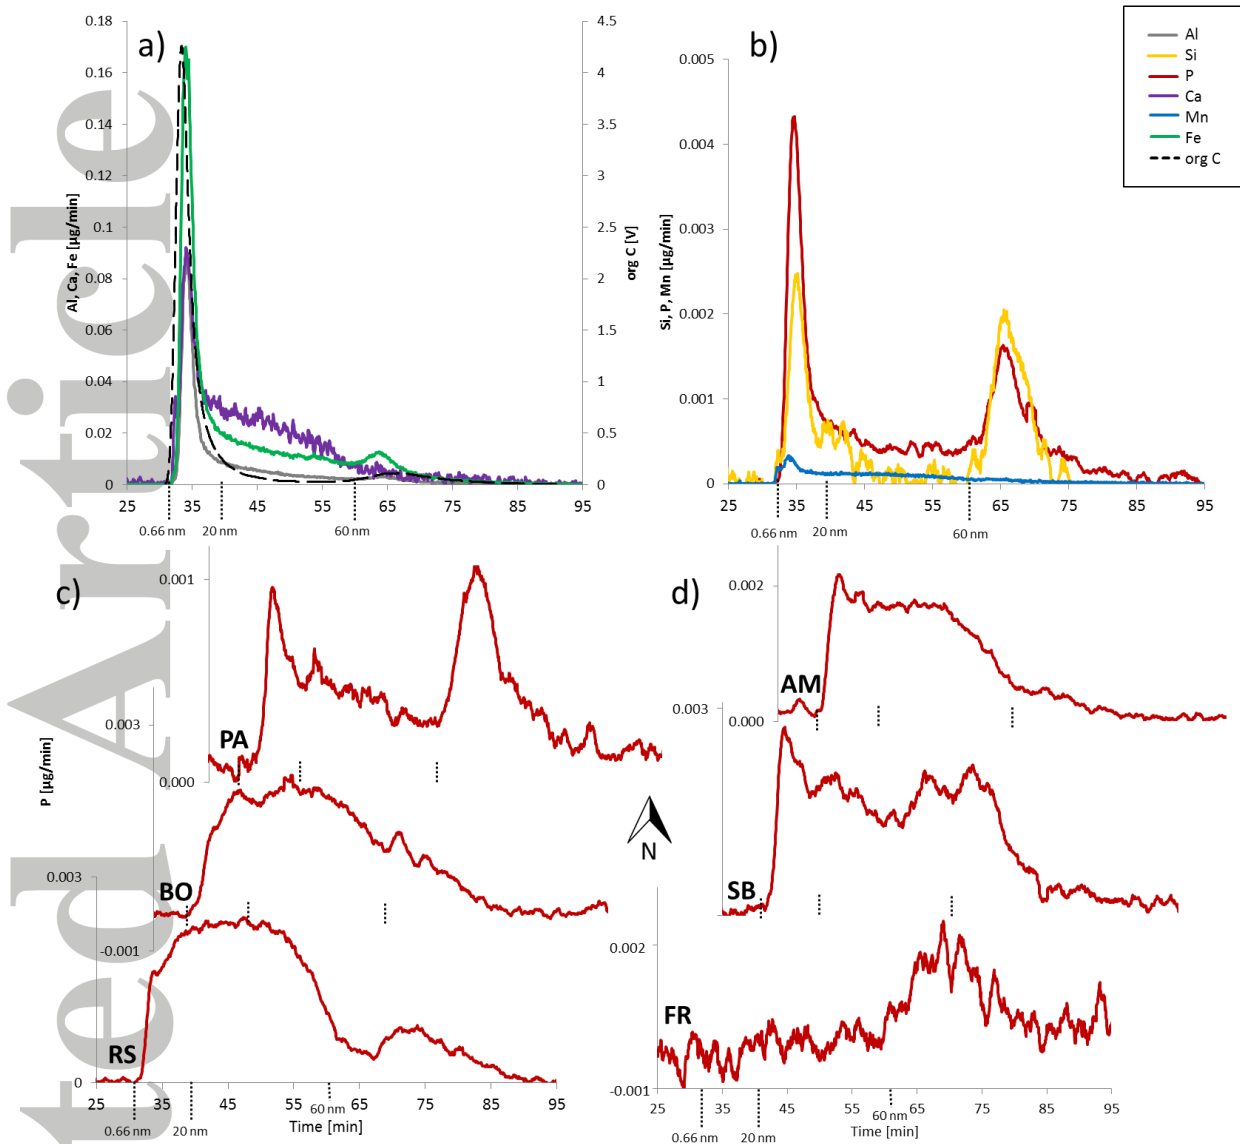 a)
0.18
0.16
0.14
0.12
0.1
0.08
0.06
0.04
0.02
0
Al, Ca, Fe [µg/min]
4.5
4
3.5
3
2.5
2
1.5
1
0.5
0
org C [V]
25 35 45 55 65 75 85 95
0.66 nm 20 nm 60 nm
b)
0.005
0.004
0.003
0.002
0.001
0
Si, P, Mn [µg/min]
25 35 45 55 65 75 85 95
0.66 nm 20 nm 60 nm
Al
Si
P
Ca
Mn
Fe
org C
c)
0.001
PA
0.003
0.000
P [µg/min]
BO
0.003
-0.001
RS
0
25 35 45 55 65 75 85 95
60 nm
0.66 nm 20 nm
Time [min]
N
d)
0.002
AM
0.003
0.000
SB
0.002
FR
-0.001
25 35 45 55 65 75 85 95
60 nm
0.66 nm 20 nm
Time [min]
ted Article